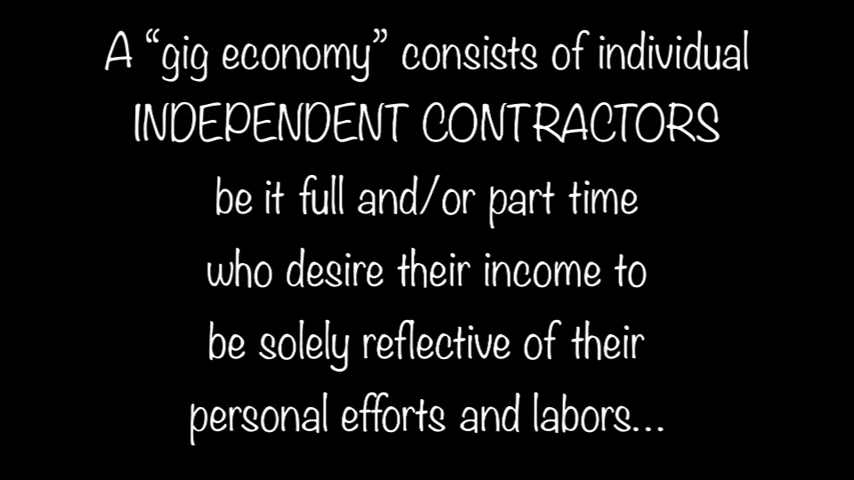 A “gig economy” consists of individual
INDEPENDENT CONTRACTORS
be it full and/or part time
who desire their income to
be solely reflective of their
personal efforts and labors...